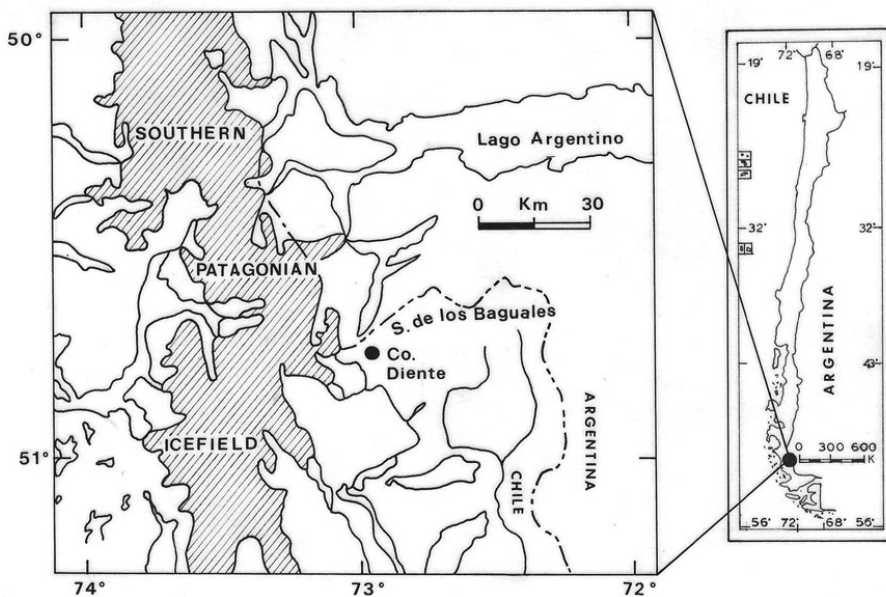 50°
SOUTHERN
Lago Argentino
0 Km 30
PATAGONIAN
S. de los Baguales
Co.
Diente
ARGENTINA
51°
ICEFIELD
CHILE
74° 73° 72°
72° 68°
19° 19°
CHILE
32° 32°
ARGENTINA
43°
0 300 600
K
56° 72° 68° 56°